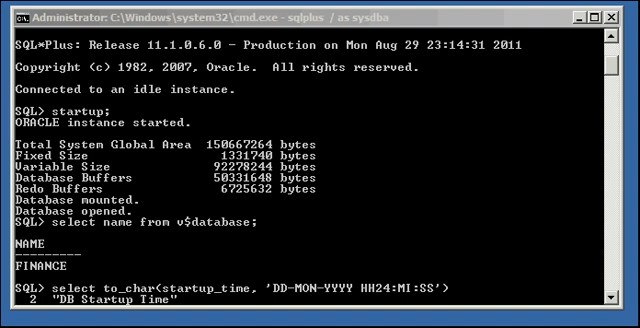 Administrator: C:\Windows\system32\cmd.exe - sqlplus / as sysdba
SQL*Plus: Release 11.1.0.6.0 - Production on Mon Aug 29 23:14:31 2011
Copyright (c) 1982, 2007, Oracle.  All rights reserved.
Connected to an idle instance.
SQL> startup;
ORACLE instance started.
Total System Global Area  150667264 bytes
Fixed Size                  1331740 bytes
Variable Size              92278244 bytes
Database Buffers           50331648 bytes
Redo Buffers                6725632 bytes
Database mounted.
Database opened.
SQL> select name from v$database;
NAME
---------
FINANCE
SQL> select to_char(startup_time, 'DD-MON-YYYY HH24:MI:SS')
  2  "DB Startup Time"